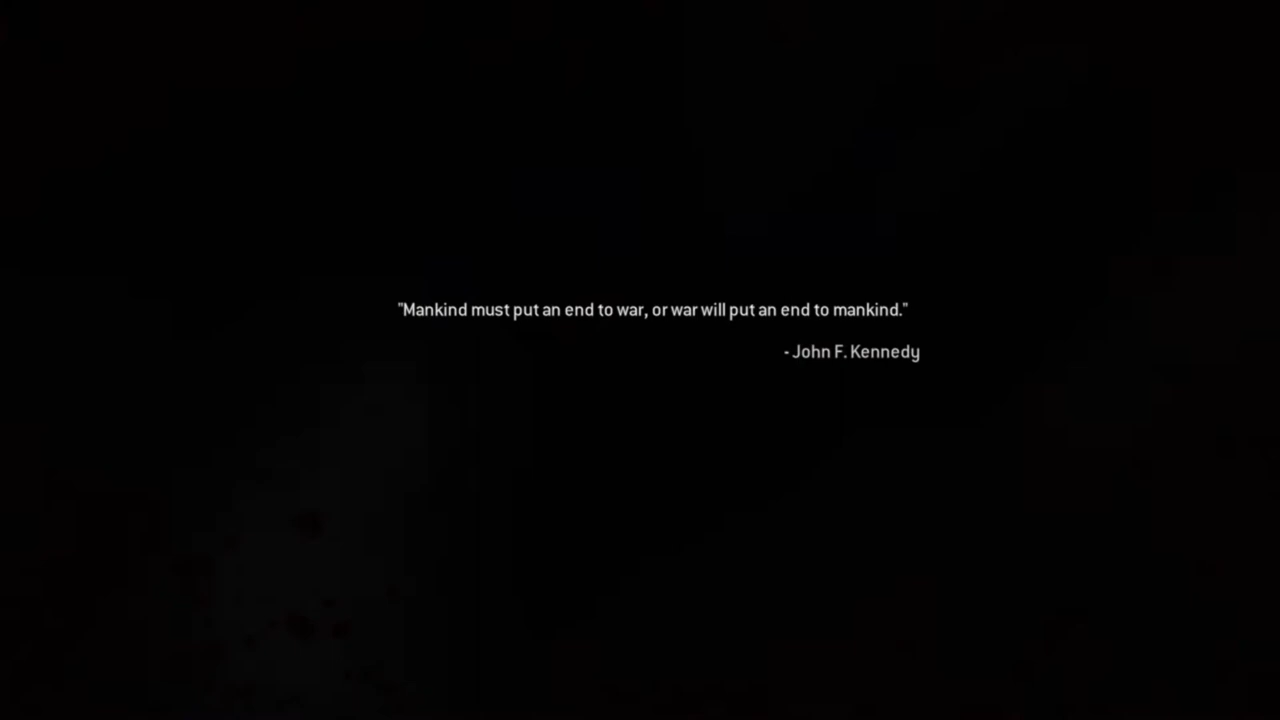 "Mankind must put an end to war, or war will put an end to mankind."
- John F. Kennedy